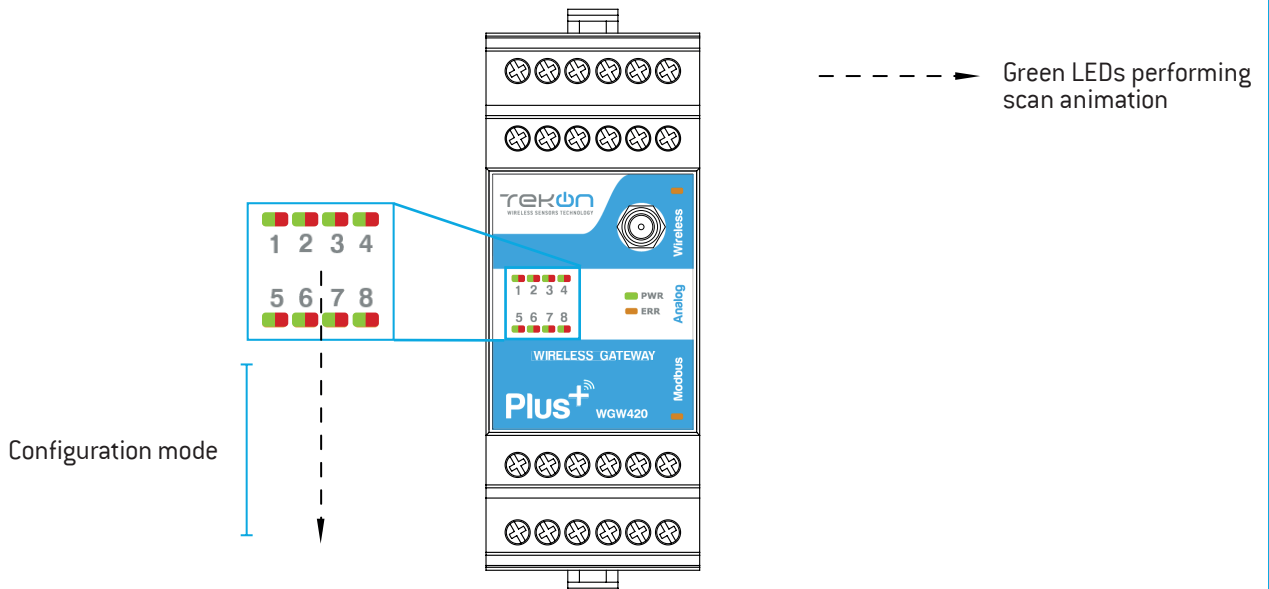 Green LEDs performing
scan animation
TEKON
WIRELESS SENSORS TECHNOLOGY
Wireless
1 2 3 4
5 6 7 8
1 2 3 4
5 6 7 8
PWR
ERR
Analog
WIRELESS GATEWAY
Modbus
Plus+
WGW420
Configuration mode